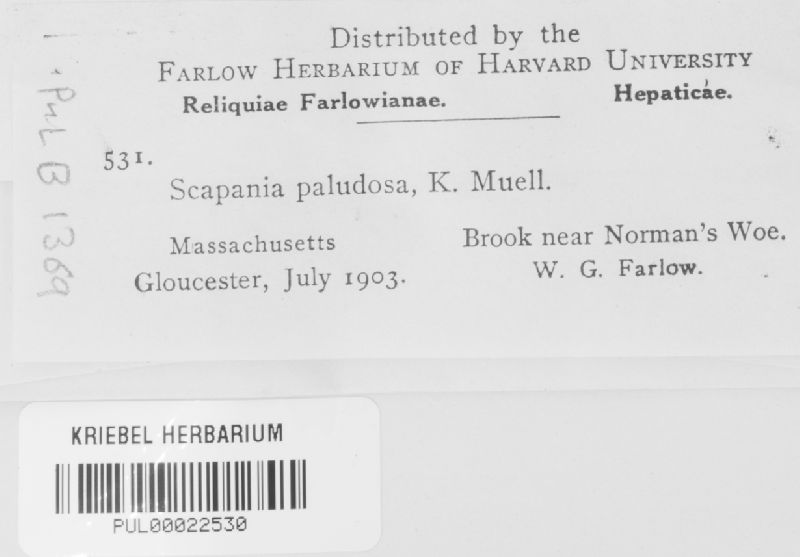 Distributed by the
FARLOW HERBARIUM OF HARVARD UNIVERSITY
Reliquiae Farlowianae. Hepaticae.
531.
Scapania paludosa, K. Muell.
Massachusetts Brook near Norman's Woe.
Gloucester, July 1903. W. G. Farlow.
PUL B 1369
KRIEBEL HERBARIUM
PUL00022530